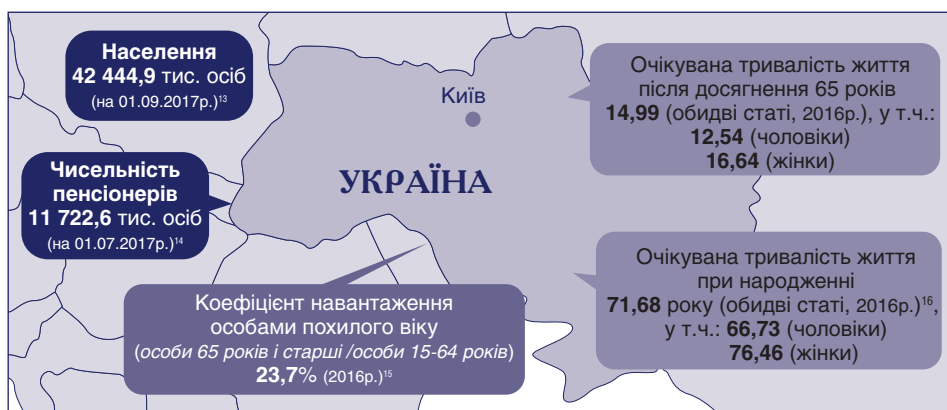 Населення
42 444,9 тис. осіб
(на 01.09.2017р.)13
Київ
Очікувана тривалість життя
після досягнення 65 років
14,99 (обидві статі, 2016р.), у т.ч.:
12,54 (чоловіки)
16,64 (жінки)
Чисельність
пенсіонерів
11 722,6 тис. осіб
(на 01.07.2017р.)14
УКРАЇНА
Очікувана тривалість життя
при народженні
71,68 року (обидві статі, 2016р.)16,
у т.ч.: 66,73 (чоловіки)
76,46 (жінки)
Коефіцієнт навантаження
особами похилого віку
(особи 65 років і старші /особи 15-64 років)
23,7% (2016р.)15